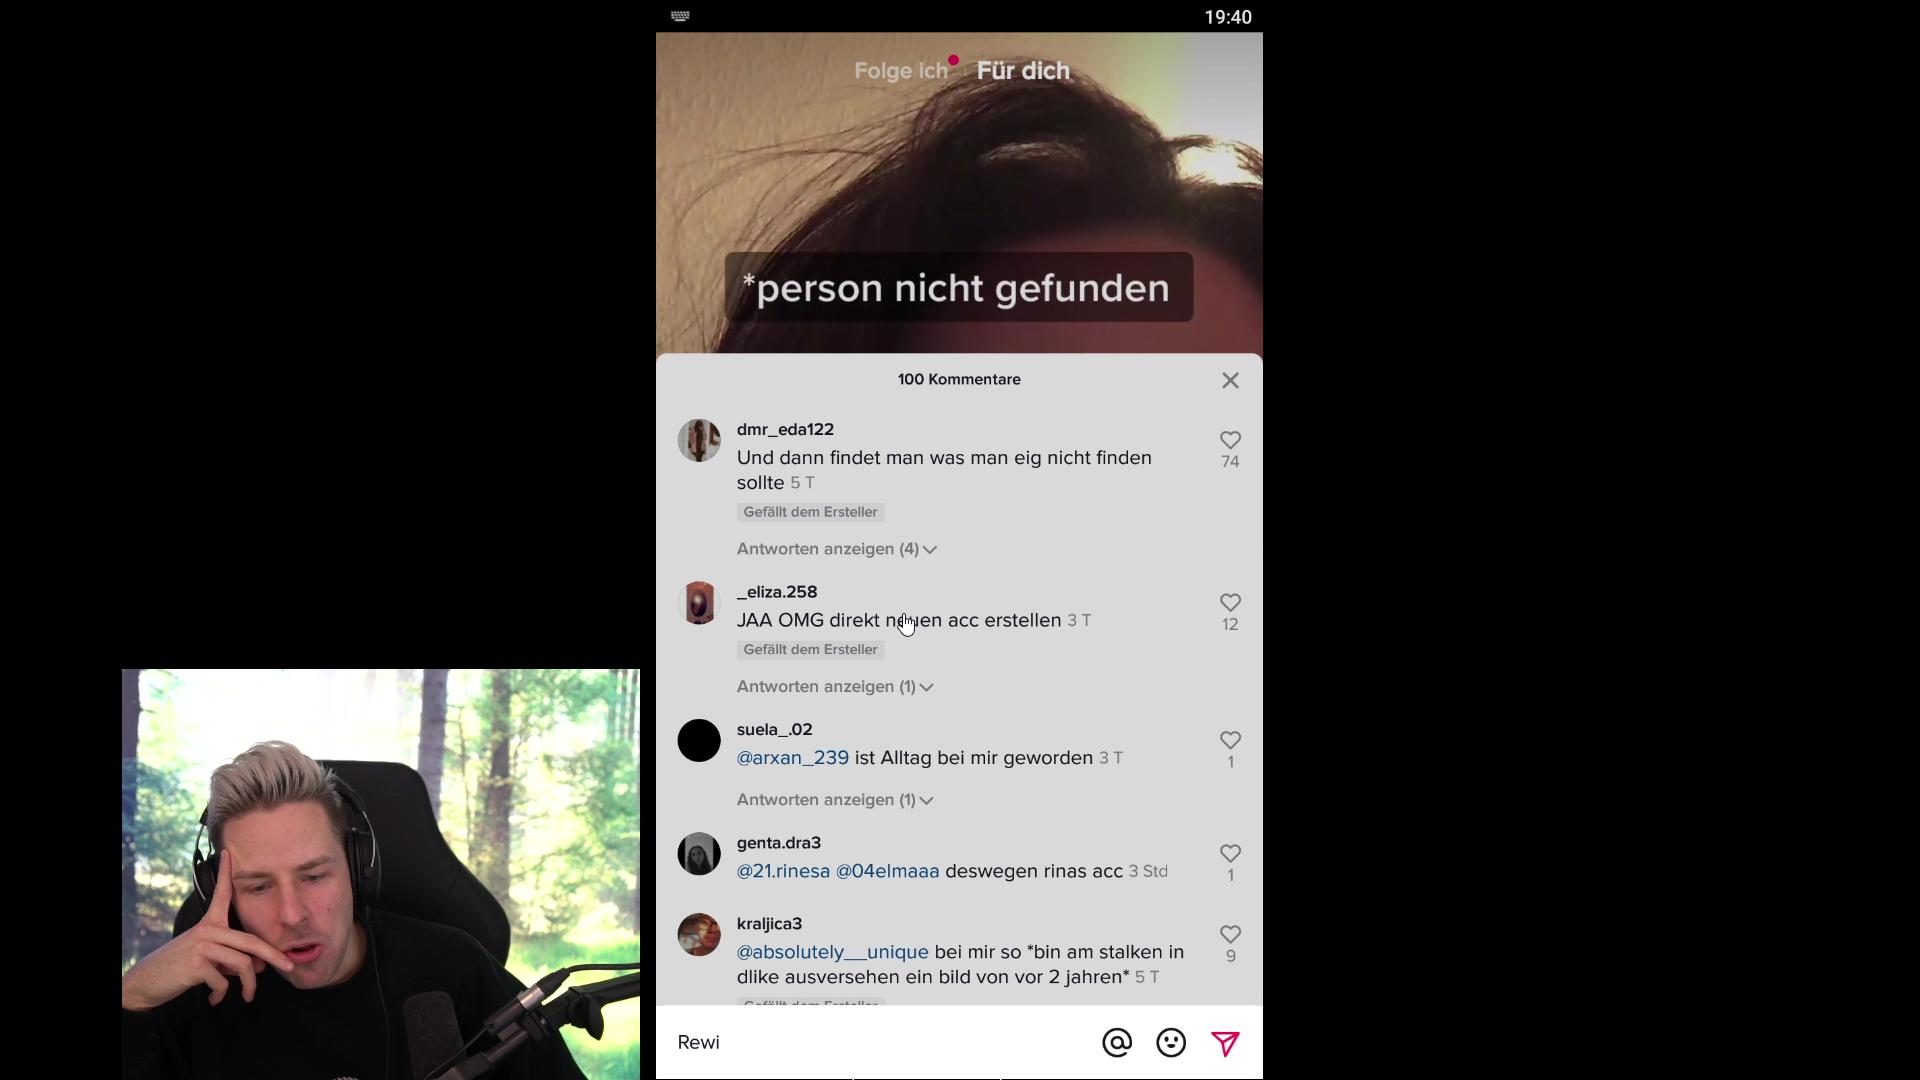 19:40
Folge ich
Für dich
*person nicht gefunden
100 Kommentare
dmr_eda122
Und dann findet man was man eig nicht finden
sollte 5 T
74
Gefällt dem Ersteller
Antworten anzeigen (4)
_eliza.258
JAA OMG direkt neuen acc erstellen 3 T
12
Gefällt dem Ersteller
Antworten anzeigen (1)
suela_.02
@arxan_239 ist Alltag bei mir geworden 3 T
1
Antworten anzeigen (1)
genta.dra3
@21.rinesa @04elmaaa deswegen rinas acc 3 Std
1
kraljica3
@absolutely__unique bei mir so *bin am stalken in
dlike ausversehen ein bild von vor 2 jahren* 5 T
9
Gefällt dem Ersteller
Rewi